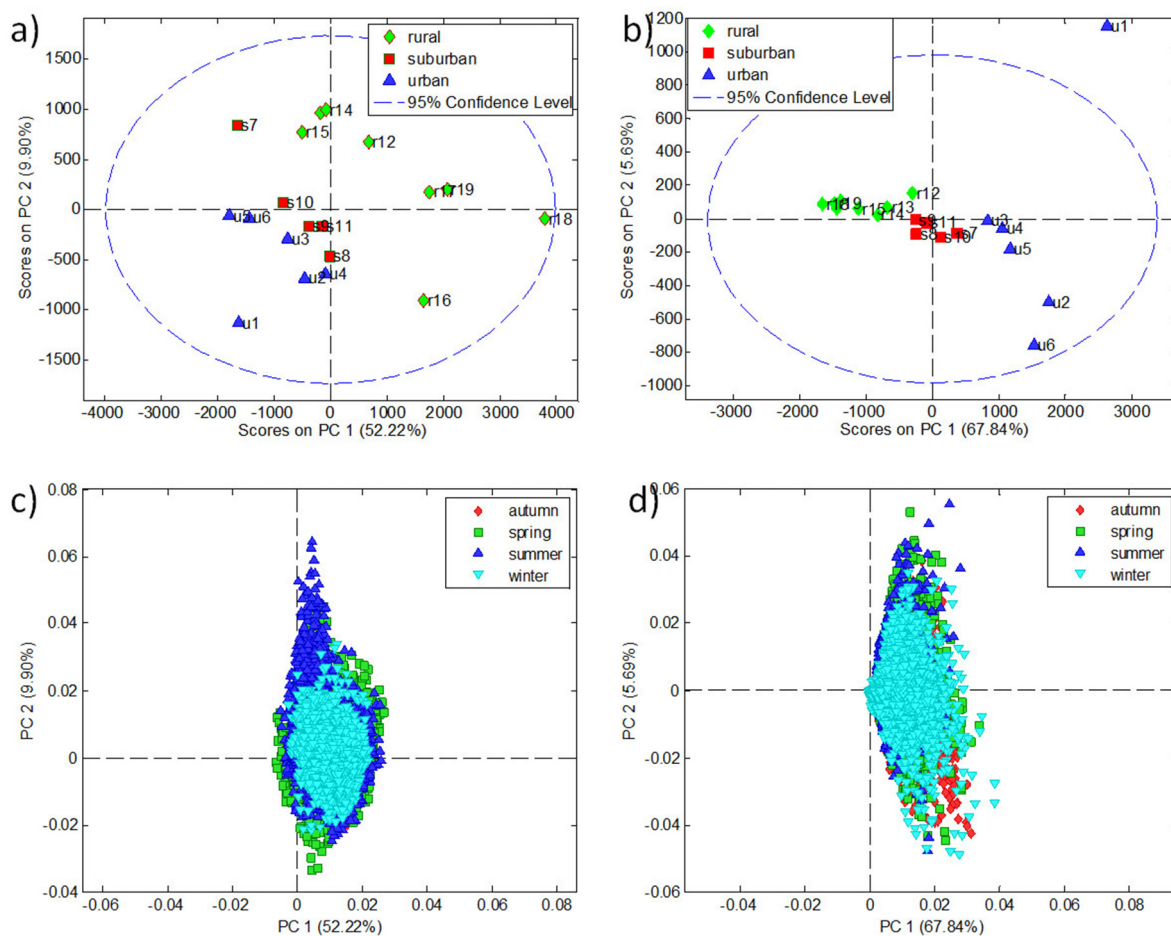 a)
rural
suburban
urban
95% Confidence Level
1500
1000
500
0
-500
-1000
-1500
Scores on PC 2 (9.90%)
s7
r14
r15
r12
r19
r18
s10
u6
s11
u3
s8
u2
u4
r16
u1
-4000 -3000 -2000 -1000 0 1000 2000 3000 4000
Scores on PC 1 (52.22%)
b)
rural
suburban
urban
95% Confidence Level
1200
1000
800
600
400
200
0
-200
-400
-600
-800
-1000
Scores on PC 2 (5.69%)
u1
r12
r13
r15
r14
s11
s8
s10
s7
u3
u4
u5
u2
u6
-3000 -2000 -1000 0 1000 2000 3000
Scores on PC 1 (67.84%)
c)
autumn
spring
summer
winter
0.08
0.06
0.04
0.02
0
-0.02
-0.04
PC 2 (9.90%)
-0.06 -0.04 -0.02 0 0.02 0.04 0.06 0.08
PC 1 (52.22%)
d)
autumn
spring
summer
winter
0.06
0.04
0.02
0
-0.02
-0.04
-0.06
PC 2 (5.69%)
-0.04 -0.02 0 0.02 0.04 0.06 0.08
PC 1 (67.84%)